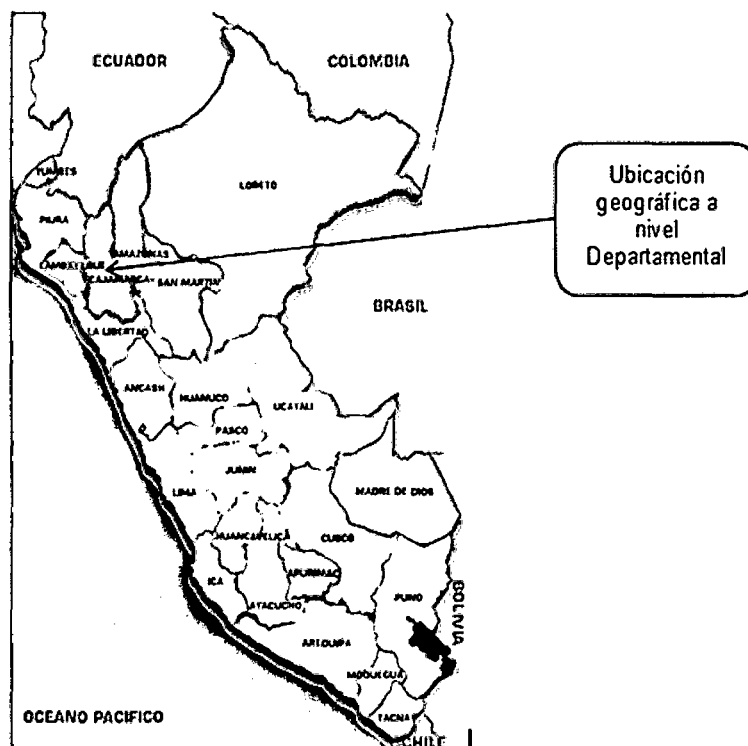 ECUADOR
COLOMBIA
TUMBES
LORETO
PIURA
AMAZONAS
LAMBAYEQUE
CAJAMARCA
SAN MARTIN
Ubicación
geográfica a
nivel
Departamental
BRASIL
LA LIBERTAD
ANCASH
HUANUCO
UCAYALI
PASCO
JUNIN
LIMA
MADRE DE DIOS
HUANCAVELICA
CUSCO
ICA
APURIMAC
AYACUCHO
PUNO
BOLIVIA
AREQUIPA
MOQUEGUA
TACNA
OCEANO PACIFICO
CHILE